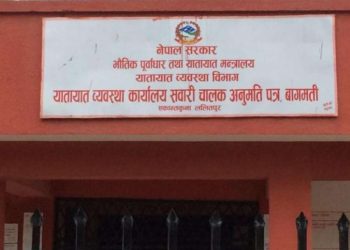 नेपाल सरकार
भौतिक पूर्वाधार तथा यातायात मन्त्रालय
यातायात व्यवस्था विभाग
यातायात व्यवस्था कार्यालय सवारी चालक अनुमति पत्र, बागमती
एकान्तकुना ललितपुर